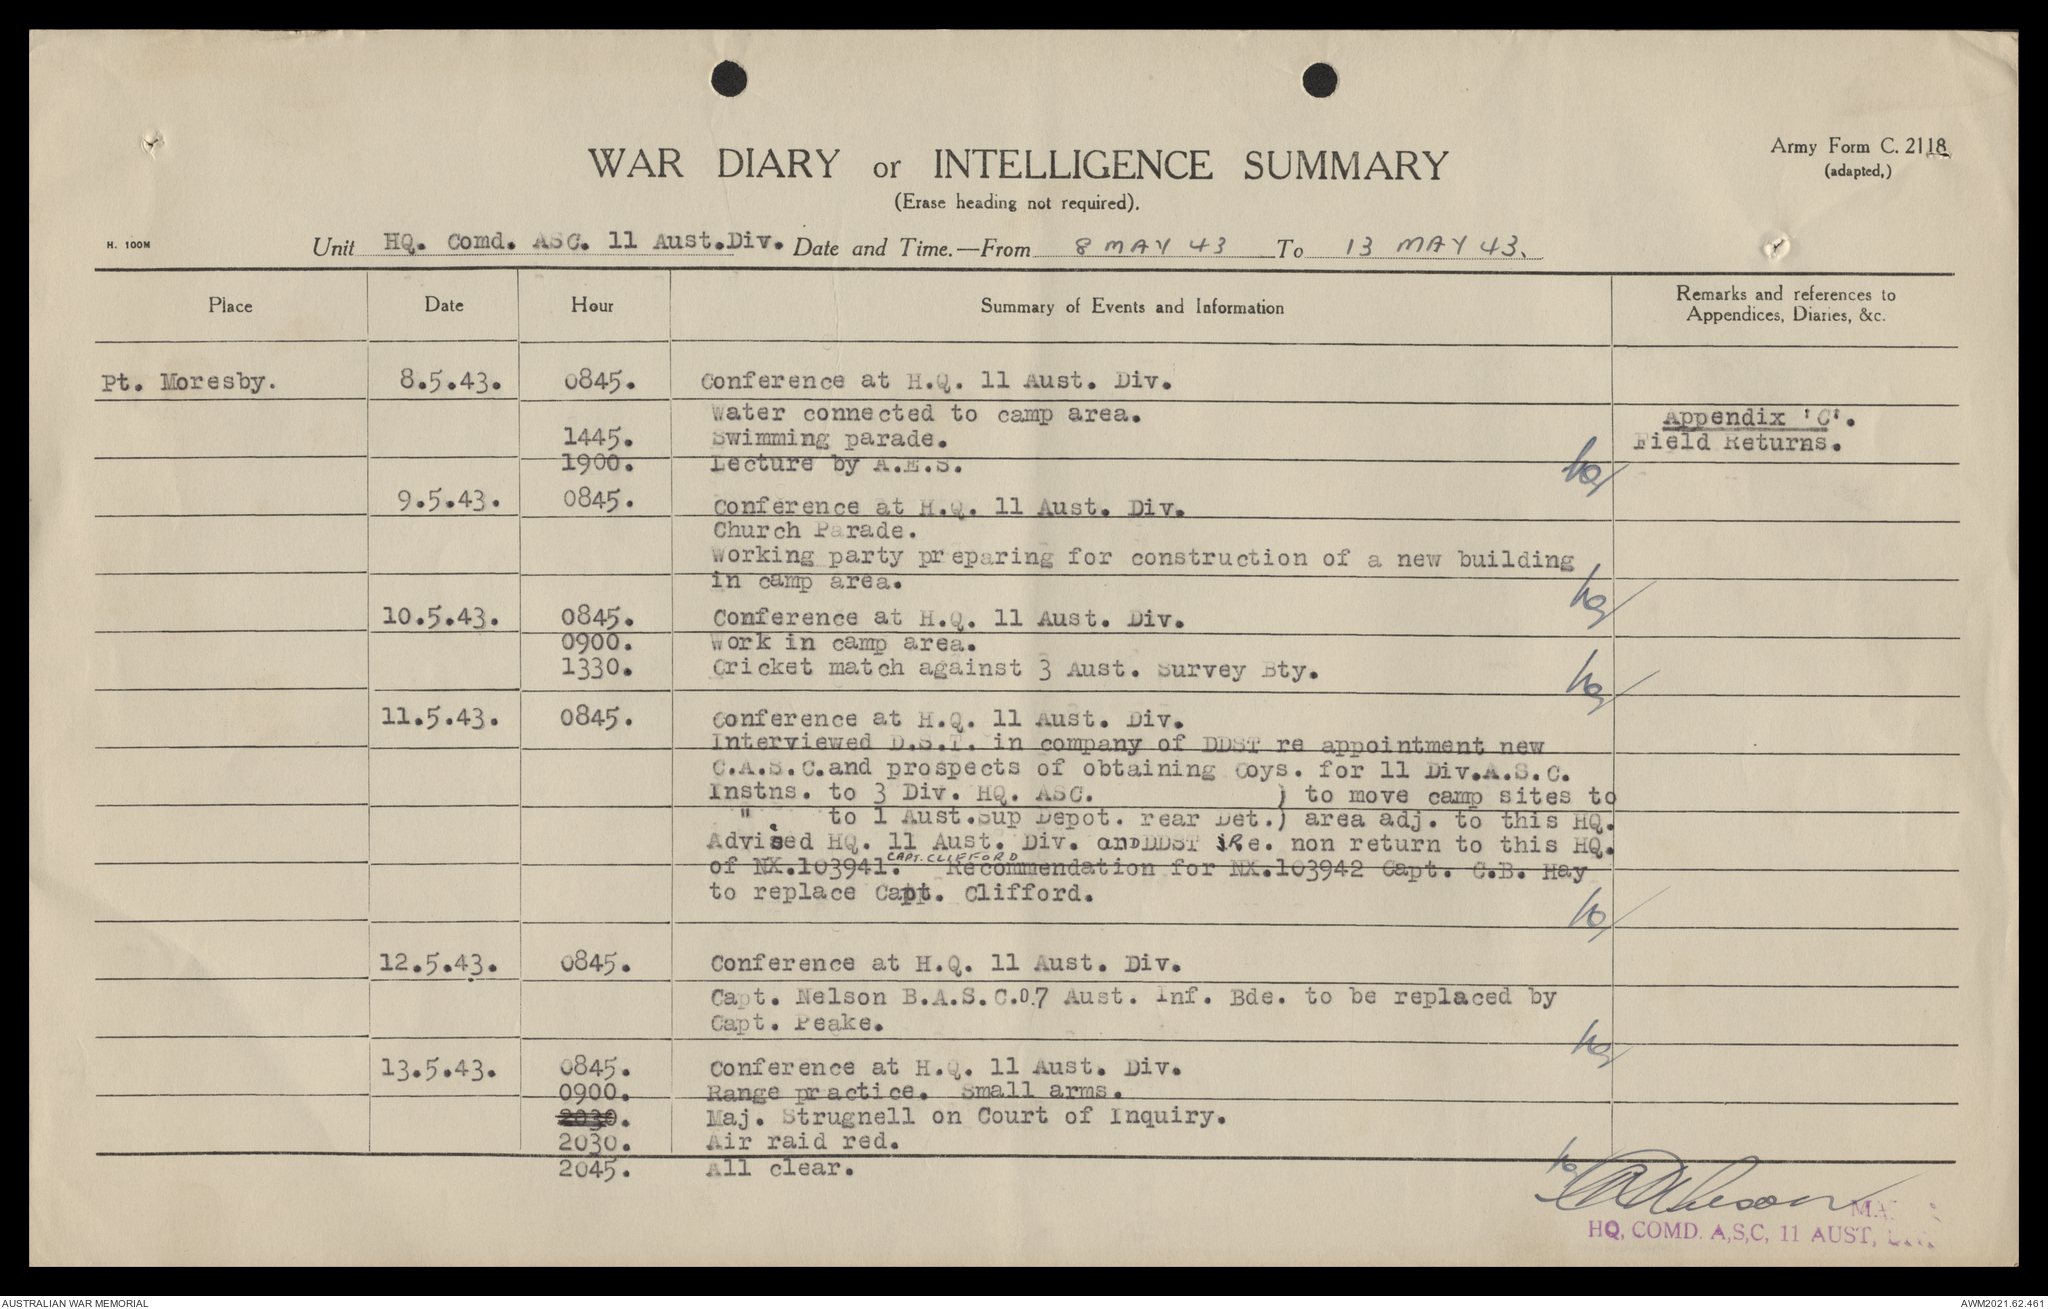 Army Form C. 2118
(adapted,)
WAR DIARY or INTELLIGENCE SUMMARY
(Erase heading not required).
H. 100M
Unit HQ. Comd. ASC. 11 Aust.Div. Date and Time.—From 8 MAY 43 To 13 MAY 43.
Place Date Hour Summary of Events and Information Remarks and references to
Appendices, Diaries, &c.
Pt. Moresby. 8.5.43. 0845. Conference at H.Q. 11 Aust. Div.
Water connected to camp area. Appendix 'C'.
1445. Swimming parade. Field Returns.
1900. Lecture by A.E.S.
9.5.43. 0845. Conference at H.Q. 11 Aust. Div.
Church Parade.
Working party preparing for construction of a new building
in camp area.
10.5.43. 0845. Conference at H.Q. 11 Aust. Div.
0900. Work in camp area.
1330. Cricket match against 3 Aust. Survey Bty.
11.5.43. 0845. Conference at H.Q. 11 Aust. Div.
Interviewed D.S.T. in company of DDST re appointment new
C.A.S.C.and prospects of obtaining Coys. for 11 Div.A.S.C.
Instns. to 3 Div. HQ. ASC. ) to move camp sites to
". to 1 Aust.Sup Depot. rear Det.) area adj. to this HQ.
Advised HQ. 11 Aust. Div. and DDST Re. non return to this HQ.
CAPT. CLIFFORD
of NX.103941. Recommendation for NX.103942 Capt. C.B. Hay
to replace Capt. Clifford.
12.5.43. 0845. Conference at H.Q. 11 Aust. Div.
Capt. Nelson B.A.S.C.O.7 Aust. Inf. Bde. to be replaced by
Capt. Peake.
13.5.43. 0845. Conference at H.Q. 11 Aust. Div.
0900. Range practice. Small arms.
2030. Maj. Strugnell on Court of Inquiry.
2030. Air raid red.
2045. All clear.
HQ, COMD. A,S,C, 11 AUST,
AUSTRALIAN WAR MEMORIAL AWM2021.62.461